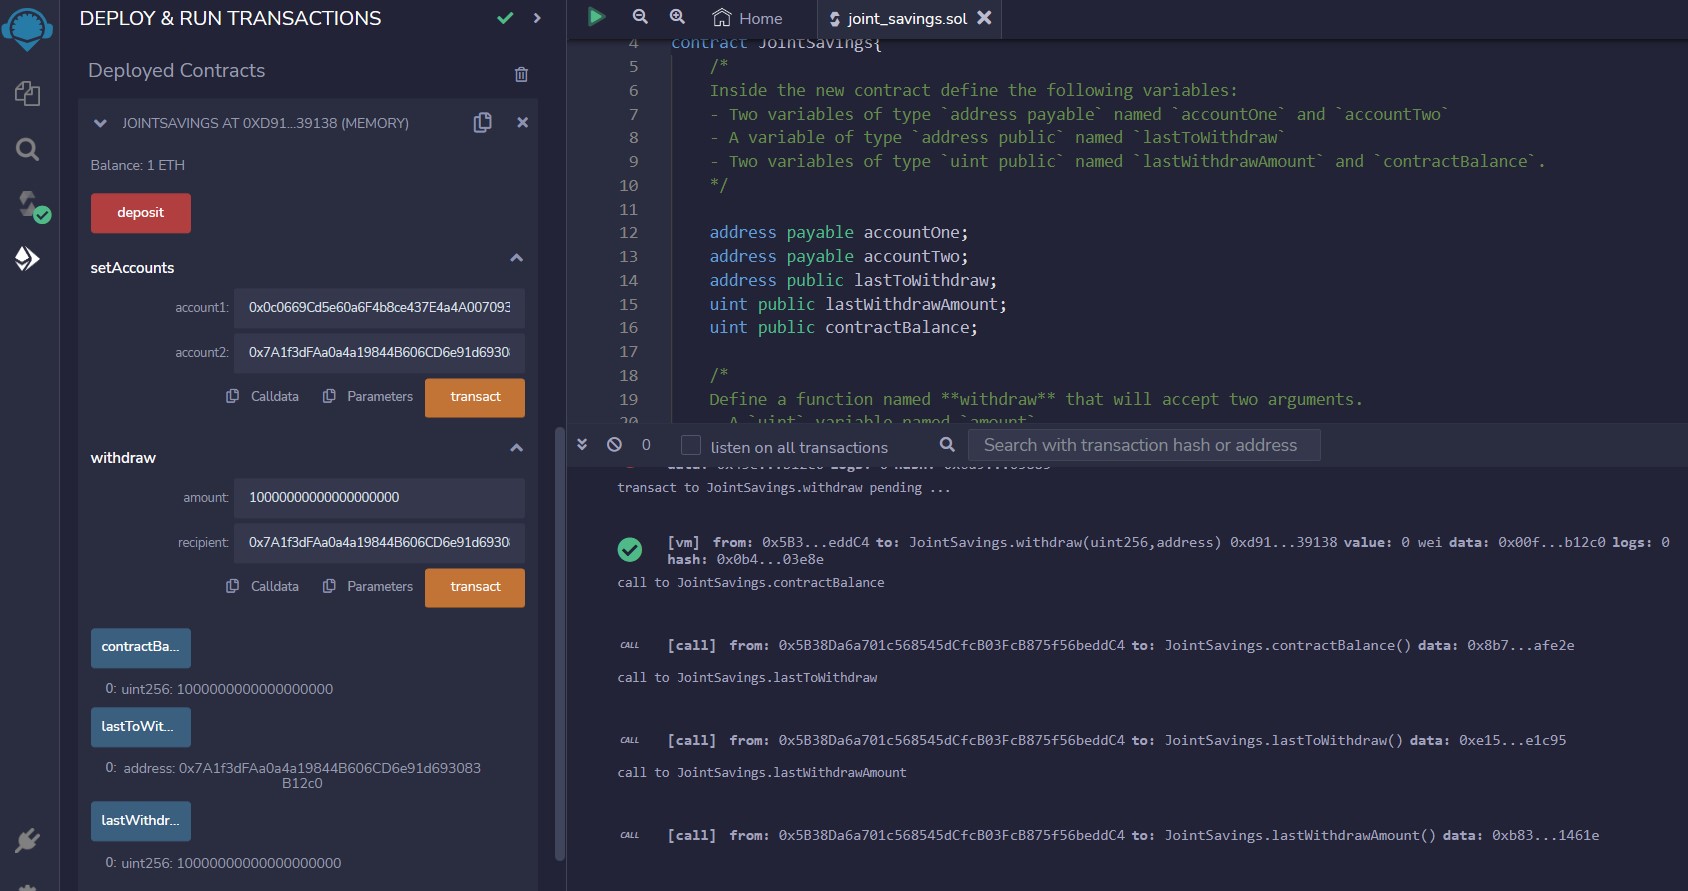 DEPLOY & RUN TRANSACTIONS
Deployed Contracts
JOINTSAVINGS AT 0XD91...39138 (MEMORY)
Balance: 1 ETH
deposit
setAccounts
account1: 0x0c0669Cd5e60a6F4b8ce437E4a4A007093
account2: 0x7A1f3dFAa0a4a19844B606CD6e91d6930
Calldata Parameters transact
withdraw
amount: 10000000000000000000
recipient: 0x7A1f3dFAa0a4a19844B606CD6e91d6930
Calldata Parameters transact
contractBa...
0: uint256: 1000000000000000000
lastToWit...
0: address: 0x7A1f3dFAa0a4a19844B606CD6e91d693083
B12c0
lastWithdr...
0: uint256: 10000000000000000000
Home joint_savings.sol
4 contract JointSavings{
5 /*
6 Inside the new contract define the following variables:
7 - Two variables of type `address payable` named `accountOne` and `accountTwo`
8 - A variable of type `address public` named `lastToWithdraw`
9 - Two variables of type `uint public` named `lastWithdrawAmount` and `contractBalance`.
10 */
11
12 address payable accountOne;
13 address payable accountTwo;
14 address public lastToWithdraw;
15 uint public lastWithdrawAmount;
16 uint public contractBalance;
17
18 /*
19 Define a function named **withdraw** that will accept two arguments.
20 - A `uint` variable named `amount`
0 listen on all transactions Search with transaction hash or address
transact to JointSavings.withdraw pending ...
[vm] from: 0x5B3...eddC4 to: JointSavings.withdraw(uint256,address) 0xd91...39138 value: 0 wei data: 0x00f...b12c0 logs: 0
hash: 0x0b4...03e8e
call to JointSavings.contractBalance
CALL [call] from: 0x5B38Da6a701c568545dCfcB03FcB875f56beddC4 to: JointSavings.contractBalance() data: 0x8b7...afe2e
call to JointSavings.lastToWithdraw
CALL [call] from: 0x5B38Da6a701c568545dCfcB03FcB875f56beddC4 to: JointSavings.lastToWithdraw() data: 0xe15...e1c95
call to JointSavings.lastWithdrawAmount
CALL [call] from: 0x5B38Da6a701c568545dCfcB03FcB875f56beddC4 to: JointSavings.lastWithdrawAmount() data: 0xb83...1461e